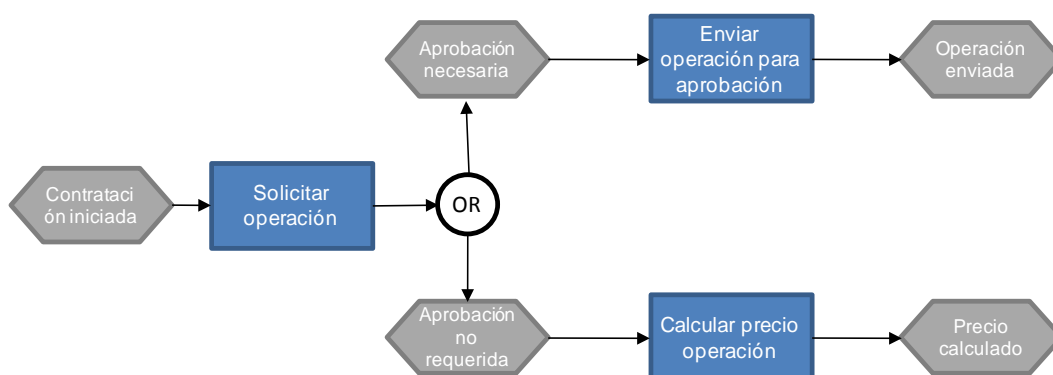 Aprobación
necesaria
Enviar
operación para
aprobación
Operación
enviada
Contrataci
ón iniciada
Solicitar
operación
OR
Aprobación
no
requerida
Calcular precio
operación
Precio
calculado